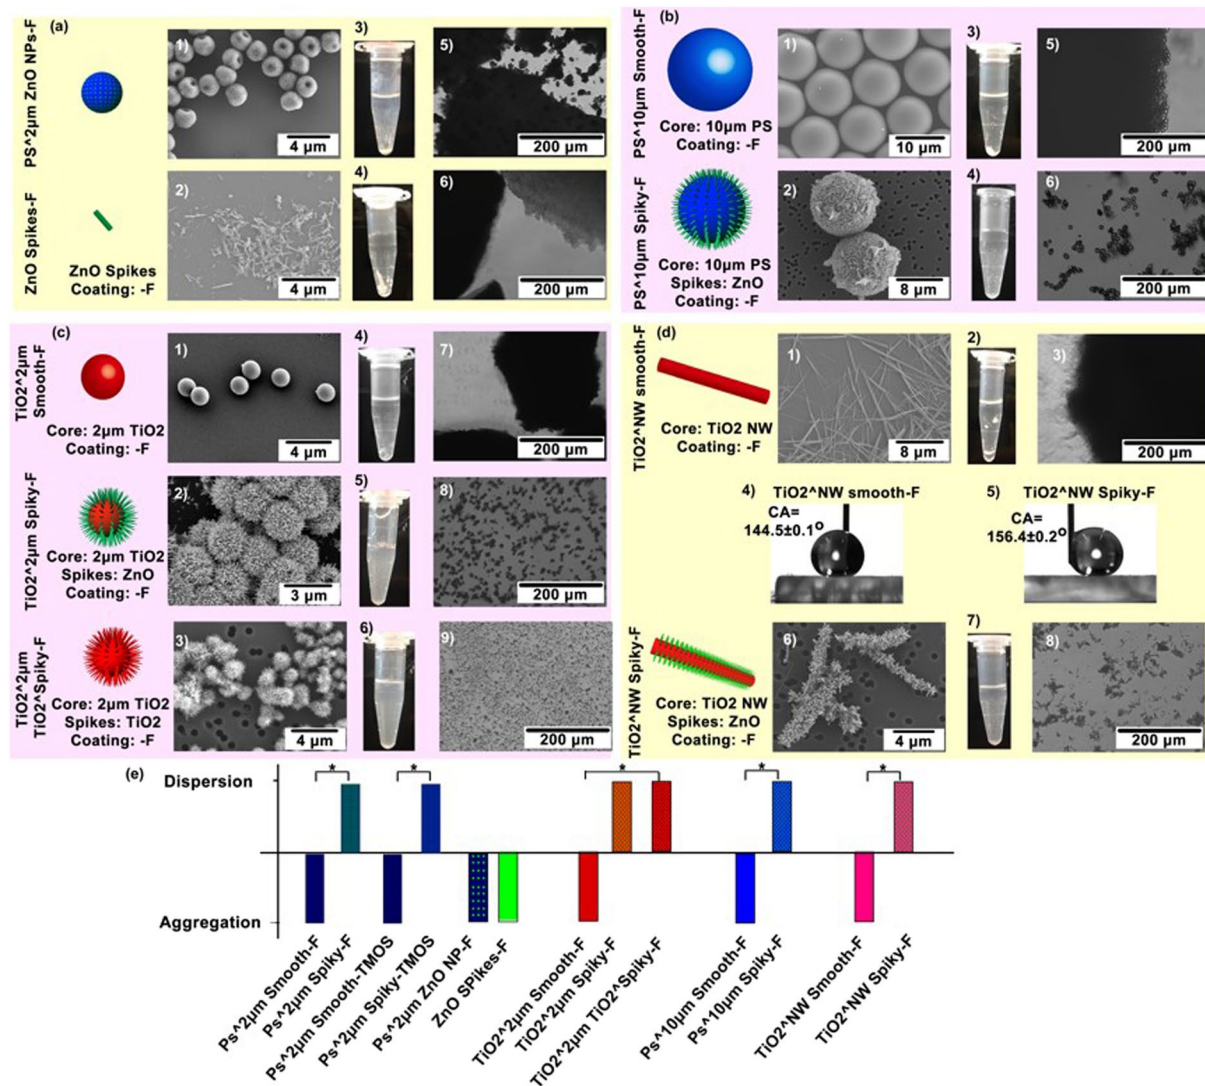 (a)
PS^2µm ZnO NPs-F
1)
4 µm
3)
5)
200 µm
ZnO Spikes-F
ZnO Spikes
Coating: -F
2)
4 µm
4)
6)
200 µm
(b)
PS^10µm Smooth-F
Core: 10µm PS
Coating: -F
1)
10 µm
3)
5)
200 µm
PS^10µm Spiky-F
Core: 10µm PS
Spikes: ZnO
Coating: -F
2)
8 µm
4)
6)
200 µm
(c)
TiO2^2µm
Smooth-F
Core: 2µm TiO2
Coating: -F
1)
4 µm
4)
7)
200 µm
TiO2^2µm Spiky-F
Core: 2µm TiO2
Spikes: ZnO
Coating: -F
2)
3 µm
5)
8)
200 µm
TiO2^2µm
TiO2^Spiky-F
Core: 2µm TiO2
Spikes: TiO2
Coating: -F
3)
4 µm
6)
9)
200 µm
(d)
TiO2^NW smooth-F
Core: TiO2 NW
Coating: -F
1)
8 µm
2)
3)
200 µm
4)
TiO2^NW smooth-F
CA=
144.5±0.1°
5)
TiO2^NW Spiky-F
CA=
156.4±0.2°
TiO2^NW Spiky-F
Core: TiO2 NW
Spikes: ZnO
Coating: -F
6)
4 µm
7)
8)
200 µm
(e)
Dispersion
Aggregation
*
*
*
*
*
Ps^2µm Smooth-F
Ps^2µm Spiky-F
Ps^2µm Smooth-TMOS
Ps^2µm Spiky-TMOS
Ps^2µm ZnO NP-F
ZnO SPikes-F
TiO2^2µm Smooth-F
TiO2^2µm Spiky-F
TiO2^2µm TiO2^Spiky-F
Ps^10µm Smooth-F
Ps^10µm Spiky-F
TiO2^NW Smooth-F
TiO2^NW Spiky-F